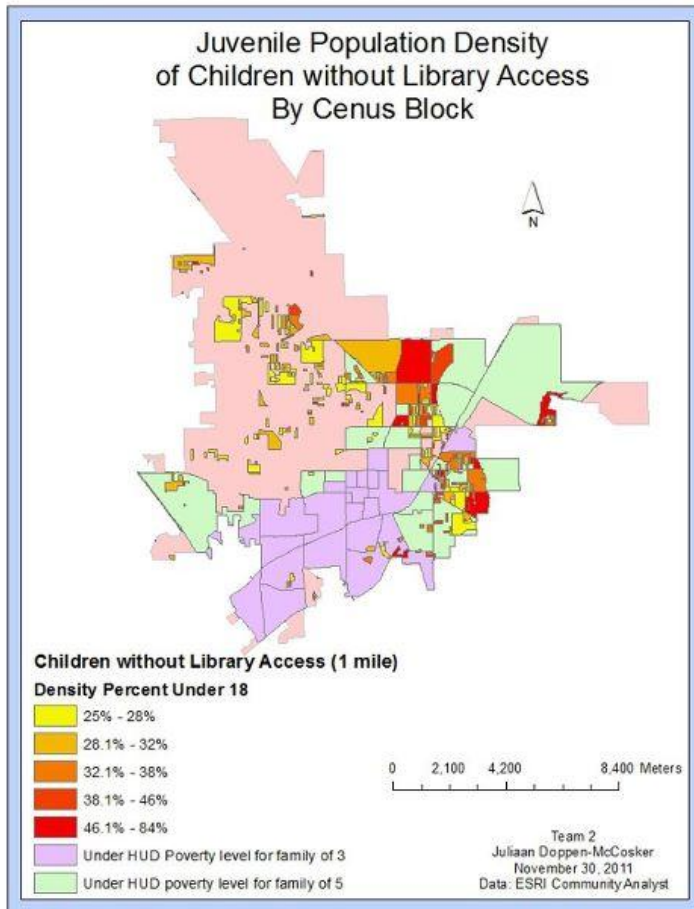 Juvenile Population Density
of Children without Library Access
By Cenus Block
N
Children without Library Access (1 mile)
Density Percent Under 18
25% - 28%
28.1% - 32%
32.1% - 38%
38.1% - 46%
46.1% - 84%
Under HUD Poverty level for family of 3
Under HUD poverty level for family of 5
0 2,100 4,200 8,400 Meters
Team 2
Juliaan Doppen-McCosker
November 30, 2011
Data: ESRI Community Analyst